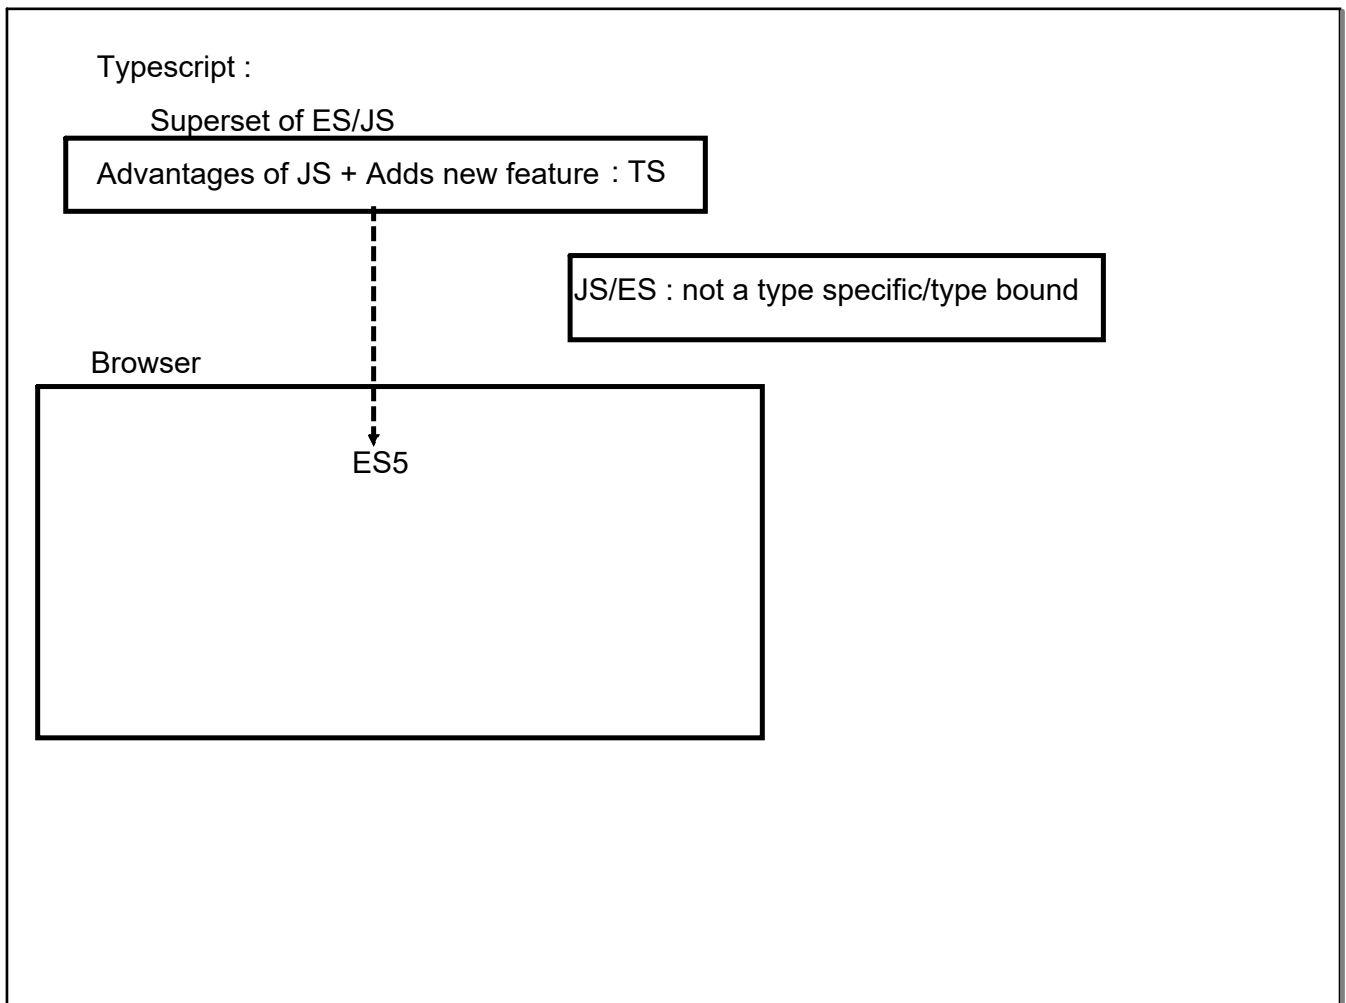 Typescript :
Superset of ES/JS
Advantages of JS + Adds new feature : TS
JS/ES : not a type specific/type bound
Browser
ES5